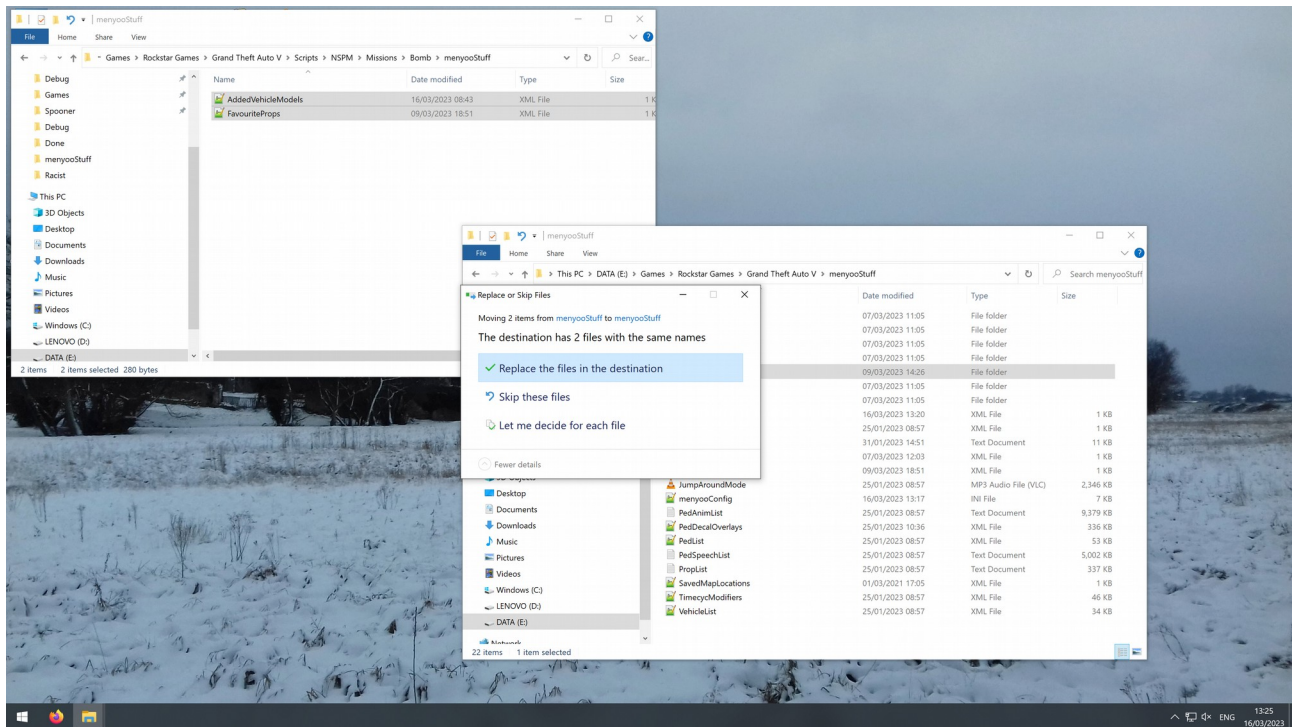 menyooStuff
File Home Share View
Games > Rockstar Games > Grand Theft Auto V > Scripts > NSPM > Missions > Bomb > menyooStuff
Sear...
Debug
Games
Spooner
Debug
Done
menyooStuff
Racist
This PC
3D Objects
Desktop
Documents
Downloads
Music
Pictures
Videos
Windows (C:)
LENOVO (D:)
DATA (E:)
Name Date modified Type Size
AddedVehicleModels 16/03/2023 08:43 XML File 1 K
FavouriteProps 09/03/2023 18:51 XML File 1 K
2 items 2 items selected 280 bytes
menyooStuff
File Home Share View
This PC > DATA (E:) > Games > Rockstar Games > Grand Theft Auto V > menyooStuff
Search menyooStuff
Date modified Type Size
07/03/2023 11:05 File folder
07/03/2023 11:05 File folder
07/03/2023 11:05 File folder
07/03/2023 11:05 File folder
09/03/2023 14:26 File folder
07/03/2023 11:05 File folder
07/03/2023 11:05 File folder
16/03/2023 13:20 XML File 1 KB
25/01/2023 08:57 XML File 1 KB
31/01/2023 14:51 Text Document 11 KB
07/03/2023 12:03 XML File 1 KB
09/03/2023 18:51 XML File 1 KB
JumpAroundMode 25/01/2023 08:57 MP3 Audio File (VLC) 2,346 KB
menyooConfig 16/03/2023 13:17 INI File 7 KB
PedAnimList 25/01/2023 08:57 Text Document 9,379 KB
PedDecalOverlays 25/01/2023 10:36 XML File 336 KB
PedList 25/01/2023 08:57 XML File 53 KB
PedSpeechList 25/01/2023 08:57 Text Document 5,002 KB
PropList 25/01/2023 08:57 Text Document 337 KB
SavedMapLocations 01/03/2021 17:05 XML File 1 KB
TimecycModifiers 25/01/2023 08:57 XML File 46 KB
VehicleList 25/01/2023 08:57 XML File 34 KB
Replace or Skip Files
Moving 2 items from menyooStuff to menyooStuff
The destination has 2 files with the same names
Replace the files in the destination
Skip these files
Let me decide for each file
Fewer details
3D Objects
Desktop
Documents
Downloads
Music
Pictures
Videos
Windows (C:)
LENOVO (D:)
DATA (E:)
Network
22 items 1 item selected
ENG
13:25
16/03/2023